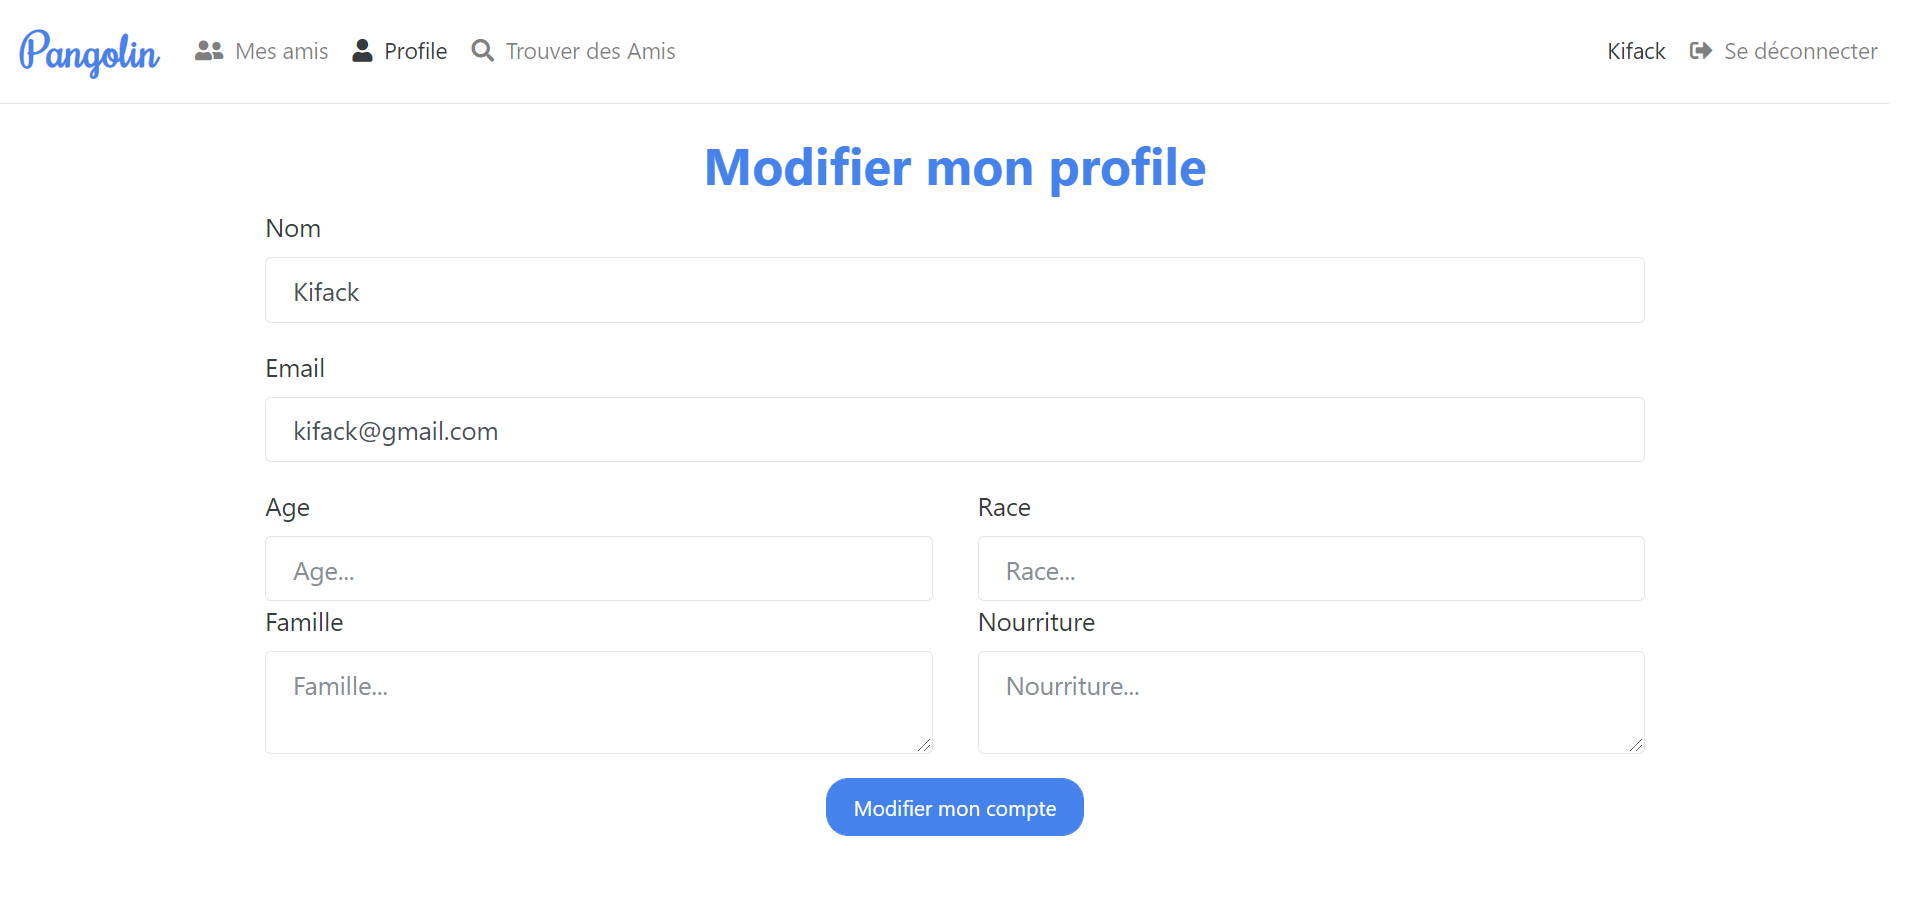 Pangolin Mes amis Profile Trouver des Amis Kifack Se déconnecter
Modifier mon profile
Nom
Kifack
Email
kifack@gmail.com
Age Race
Age... Race...
Famille Nourriture
Famille... Nourriture...
Modifier mon compte